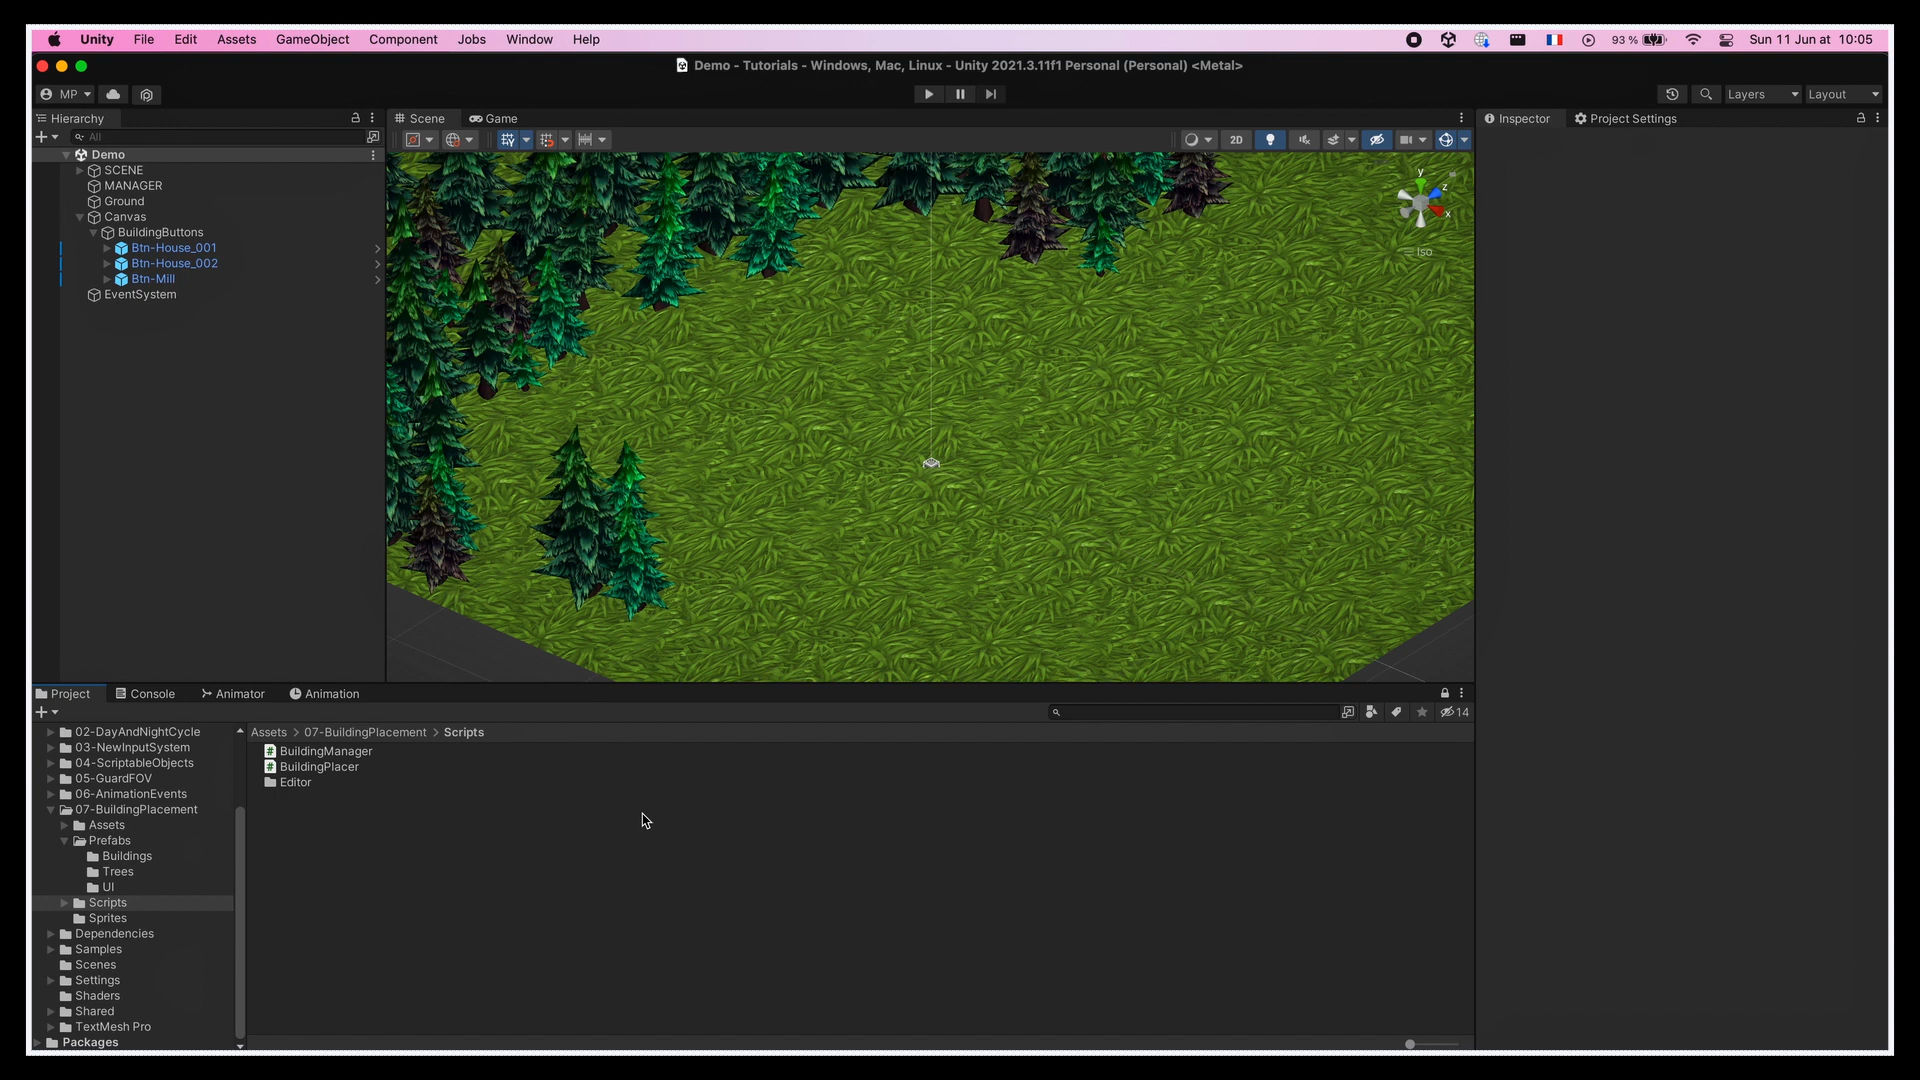 Unity File Edit Assets GameObject Component Jobs Window Help 93 % Sun 11 Jun at 10:05
Demo - Tutorials - Windows, Mac, Linux - Unity 2021.3.11f1 Personal (Personal) <Metal>
MP Layers Layout
Hierarchy
All
Demo
SCENE
MANAGER
Ground
Canvas
BuildingButtons
Btn-House_001
Btn-House_002
Btn-Mill
EventSystem
Scene Game
2D
y
z
x
Iso
Inspector Project Settings
Project Console Animator Animation
14
02-DayAndNightCycle
03-NewInputSystem
04-ScriptableObjects
05-GuardFOV
06-AnimationEvents
07-BuildingPlacement
Assets
Prefabs
Buildings
Trees
UI
Scripts
Sprites
Dependencies
Samples
Scenes
Settings
Shaders
Shared
TextMesh Pro
Packages
Assets > 07-BuildingPlacement > Scripts
BuildingManager
BuildingPlacer
Editor